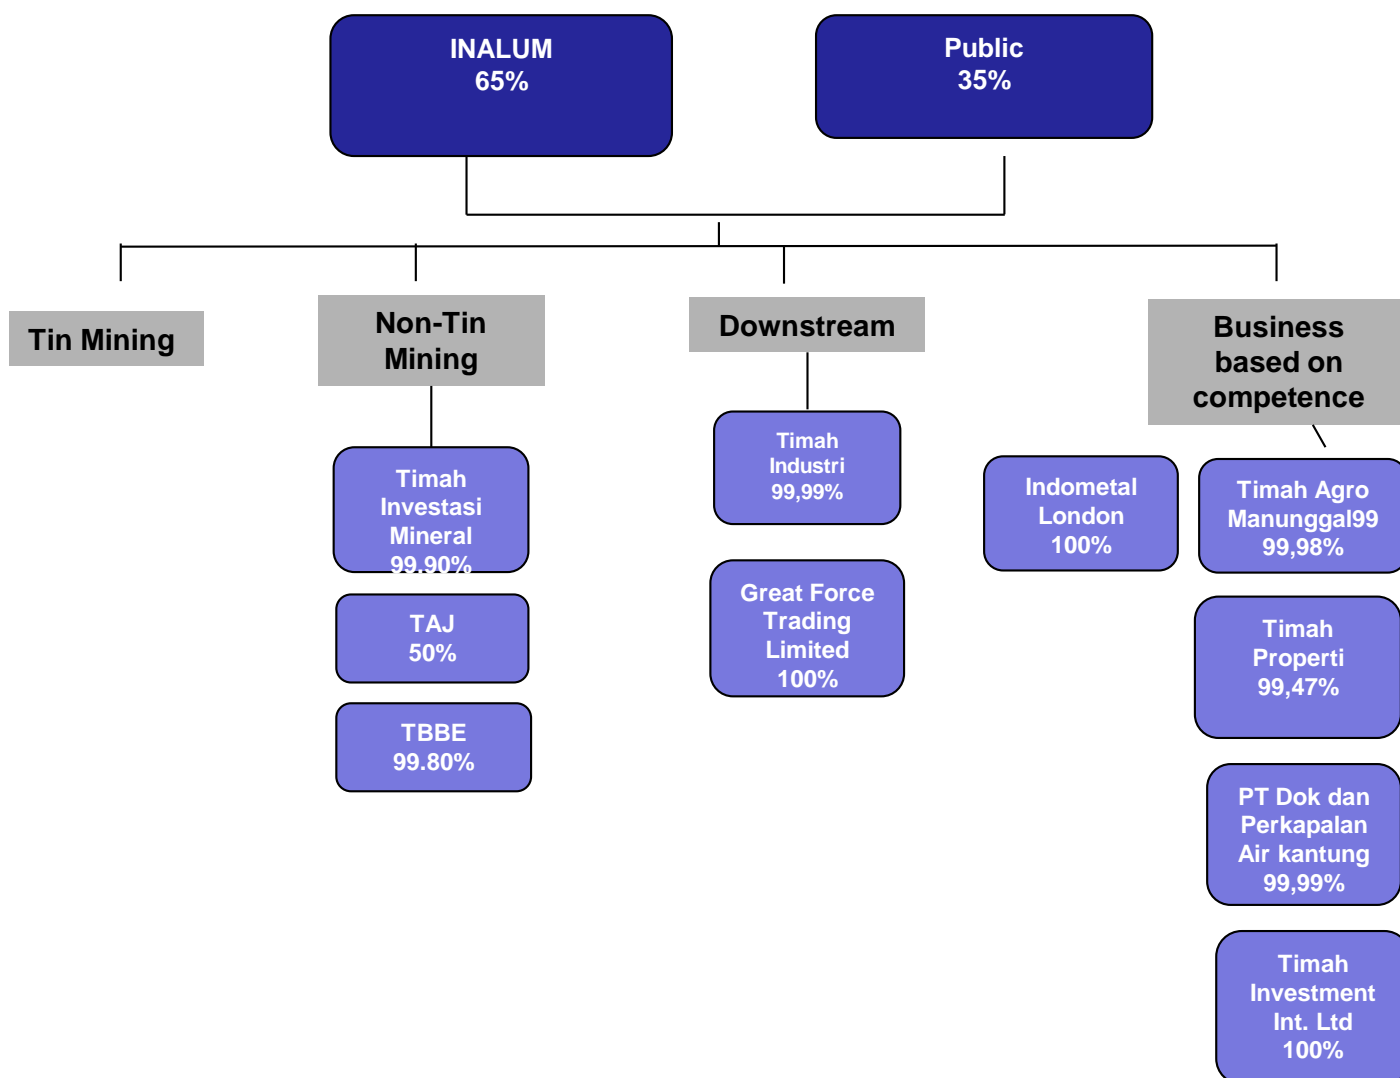 INALUM
65%
Public
35%
Tin Mining
Non-Tin
Mining
Downstream
Business
based on
competence
Timah
Investasi
Mineral
99.90%
TAJ
50%
TBBE
99.80%
Timah
Industri
99,99%
Great Force
Trading
Limited
100%
Indometal
London
100%
Timah Agro
Manunggal99
99,98%
Timah
Properti
99,47%
PT Dok dan
Perkapalan
Air kantung
99,99%
Timah
Investment
Int. Ltd
100%